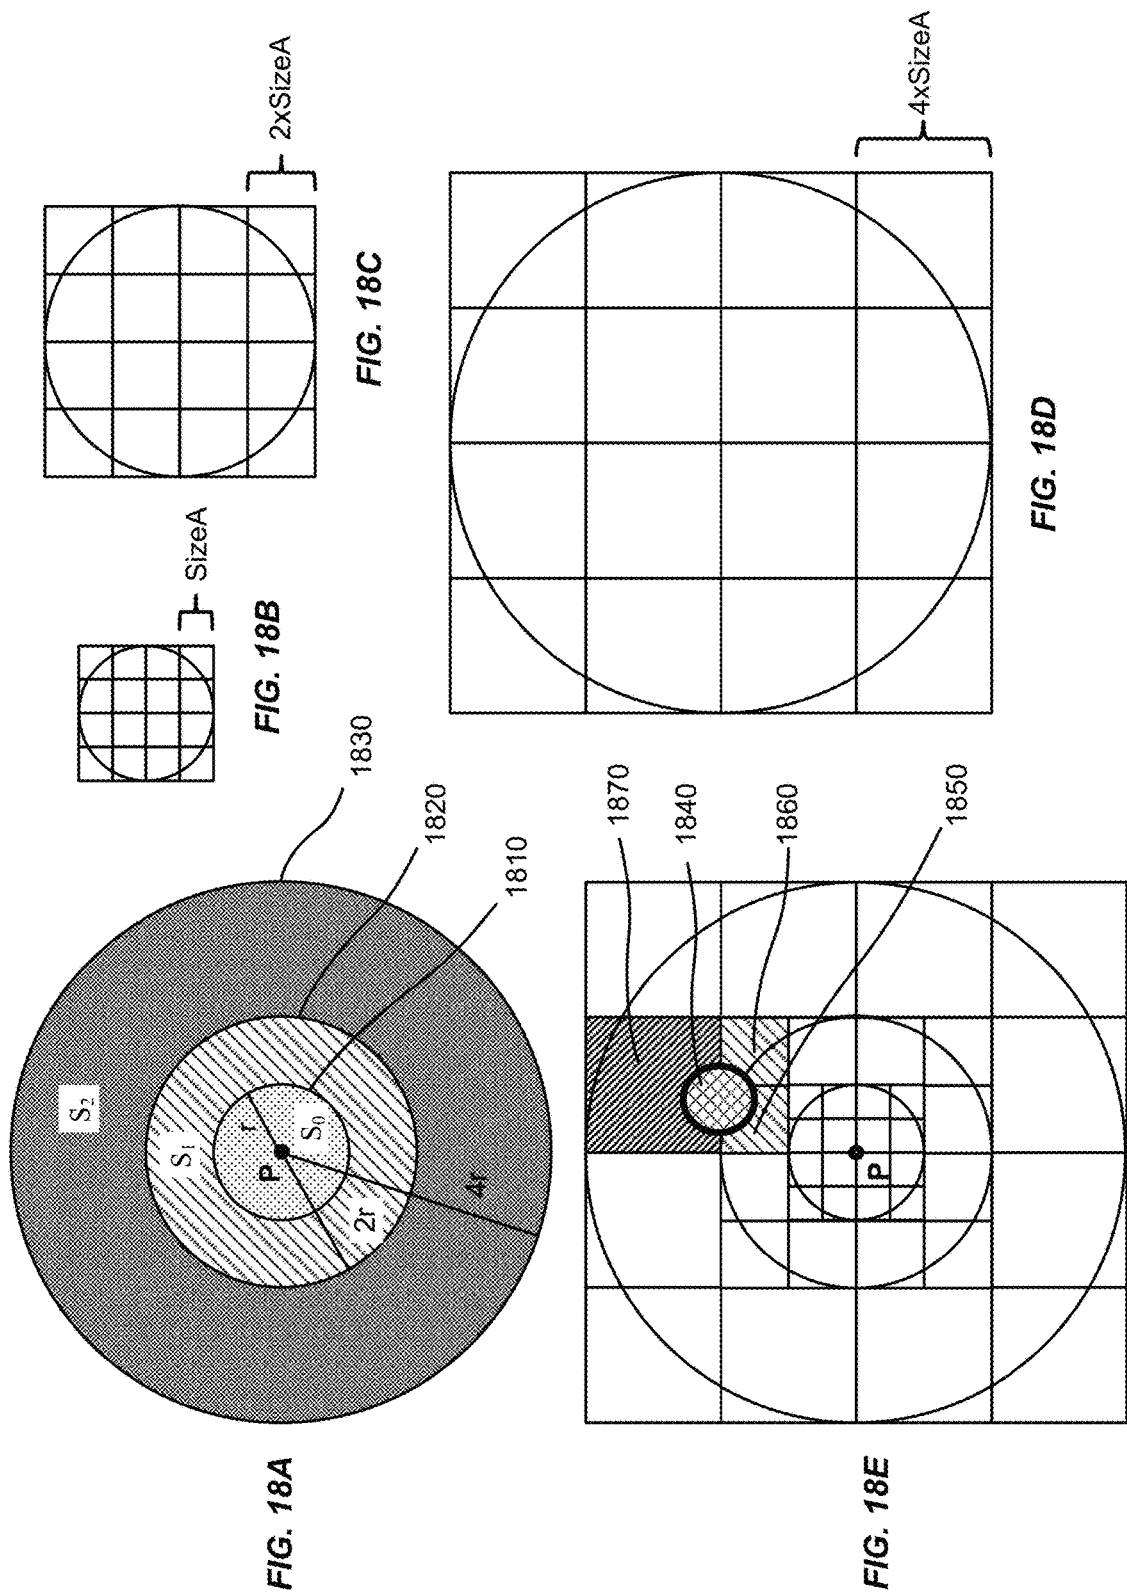 S₂
S₁
S₀
r
P
2r
4r
1830
1820
1810
FIG. 18A
SizeA
FIG. 18B
2xSizeA
FIG. 18C
4xSizeA
FIG. 18D
1870
1840
1860
1850
P
FIG. 18E